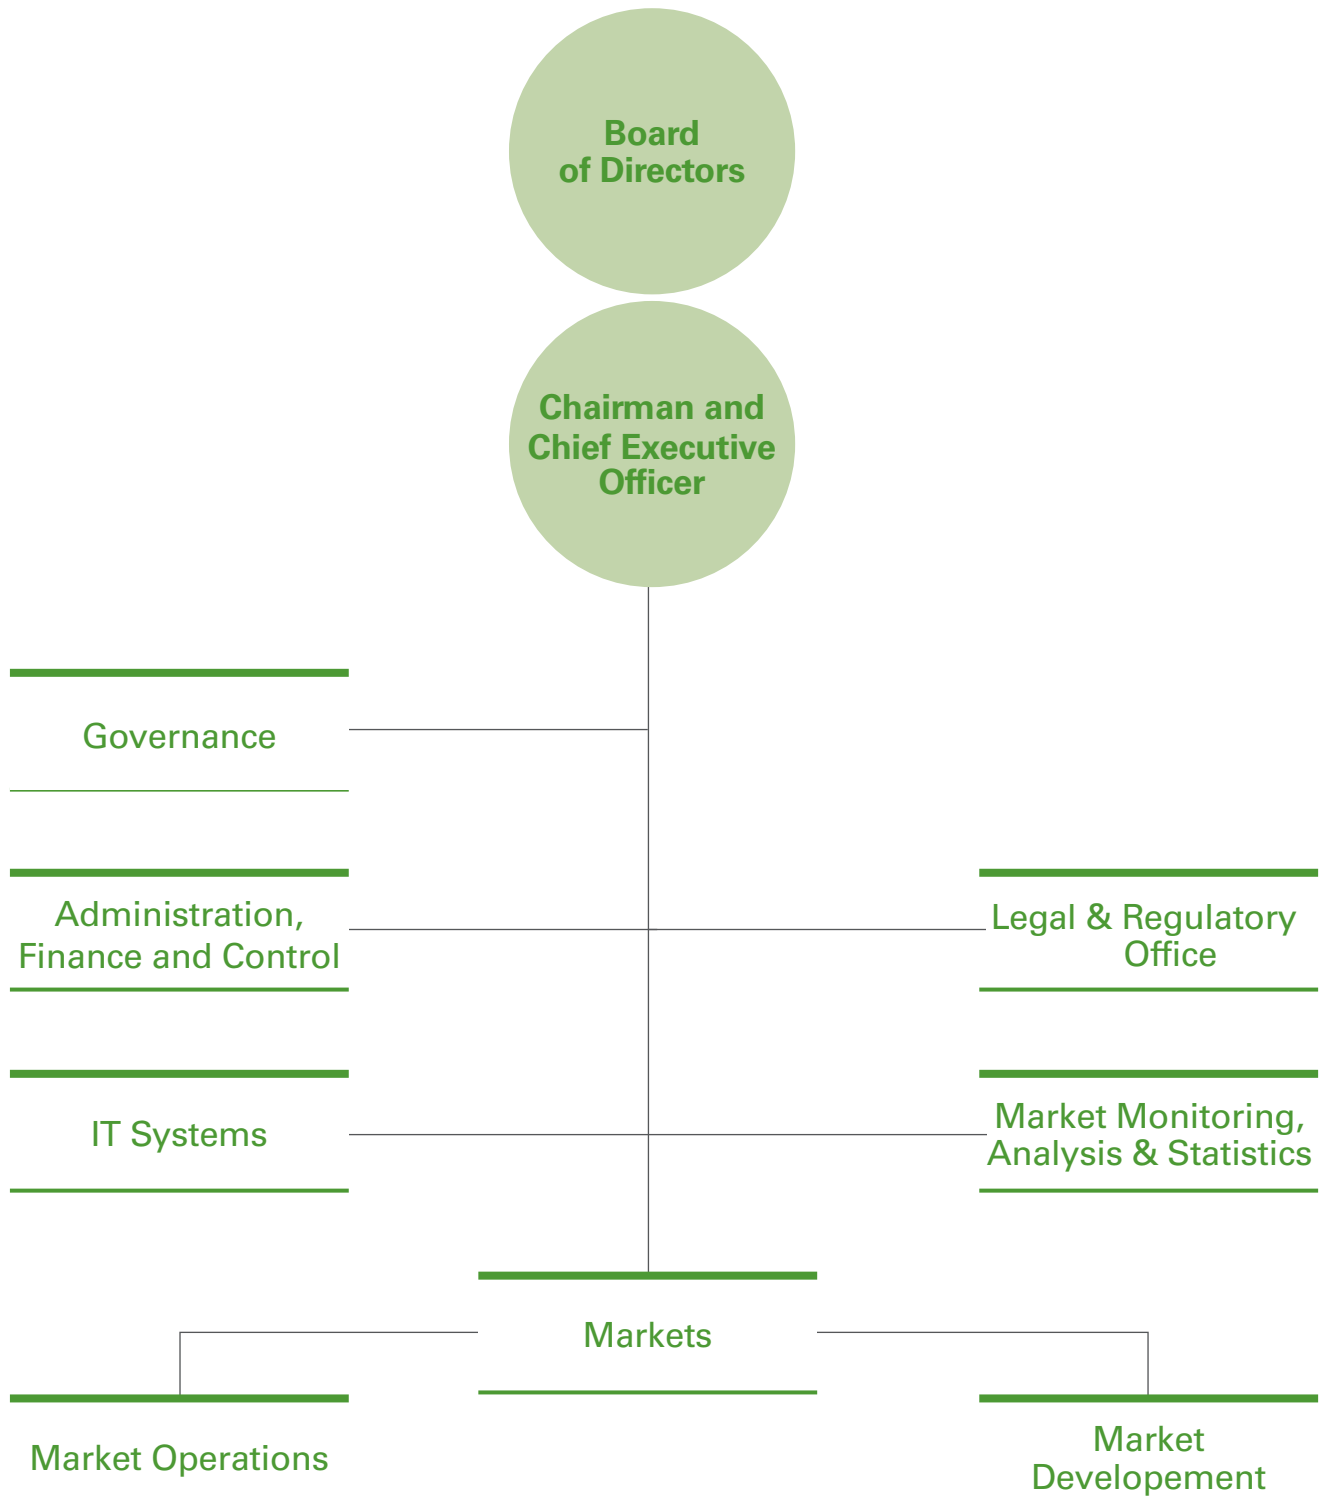 Board
of Directors
Chairman and
Chief Executive
Officer
Governance
Administration,
Finance and Control
Legal & Regulatory
Office
IT Systems
Market Monitoring,
Analysis & Statistics
Markets
Market Operations
Market
Developement